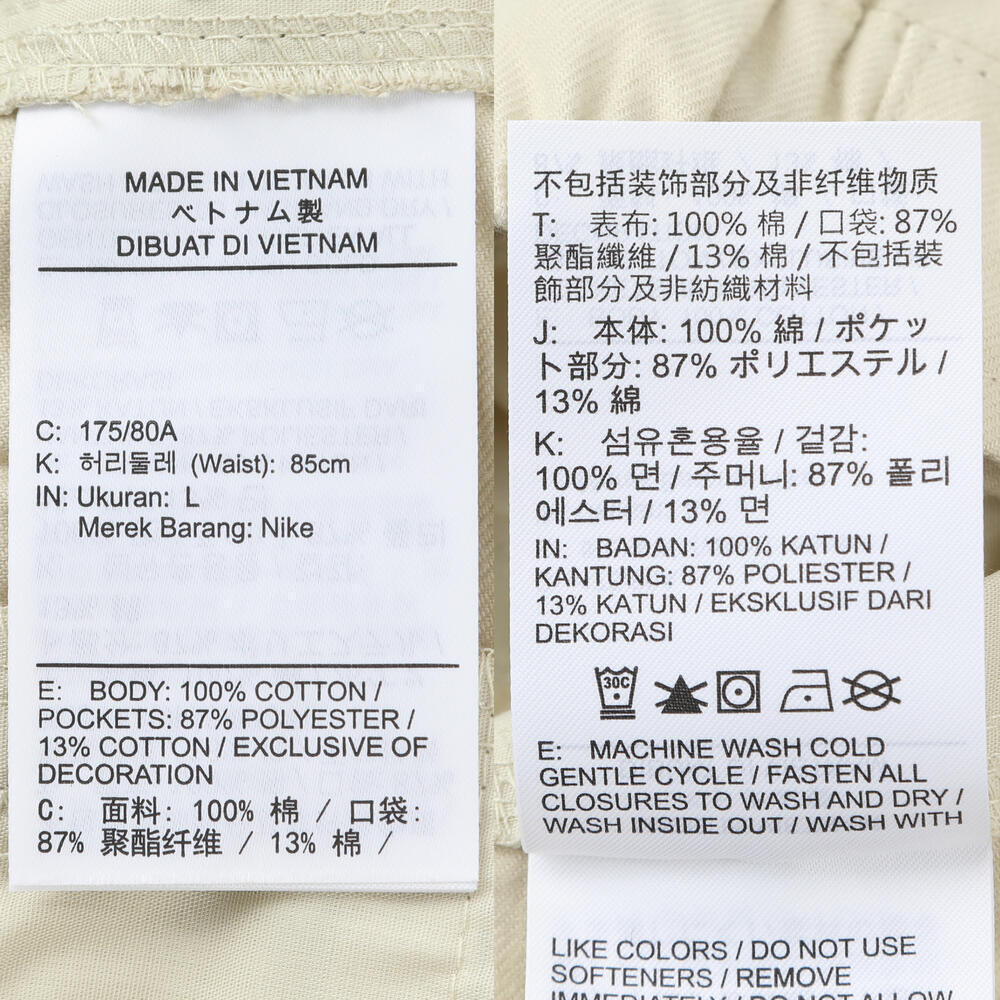 MADE IN VIETNAM
ベトナム製
DIBUAT DI VIETNAM
C: 175/80A
K: 허리둘레 (Waist): 85cm
IN: Ukuran: L
Merek Barang: Nike
E: BODY: 100% COTTON /
POCKETS: 87% POLYESTER /
13% COTTON / EXCLUSIVE OF
DECORATION
C: 面料: 100% 棉 / 口袋:
87% 聚酯纤维 / 13% 棉 /
不包括装饰部分及非纤维物质
T: 表布: 100% 棉 / 口袋: 87%
聚酯纖維 / 13% 棉 / 不包括裝
飾部分及非紡織材料
J: 本体: 100% 綿 / ポケッ
ト部分: 87% ポリエステル /
13% 綿
K: 섬유혼용율 / 겉감:
100% 면 / 주머니: 87% 폴리
에스터 / 13% 면
IN: BADAN: 100% KATUN /
KANTUNG: 87% POLIESTER /
13% KATUN / EKSKLUSIF DARI
DEKORASI
30C
E: MACHINE WASH COLD
GENTLE CYCLE / FASTEN ALL
CLOSURES TO WASH AND DRY /
WASH INSIDE OUT / WASH WITH
LIKE COLORS / DO NOT USE
SOFTENERS / REMOVE
IMMEDIATELY / DO NOT ALLOW